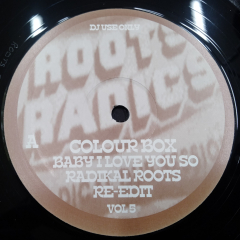 DJ USE ONLY
ROOTS
RADICS
A
COLOUR BOX
BABY I LOVE YOU SO
RADIKAL ROOTS
RE-EDIT
VOL 5